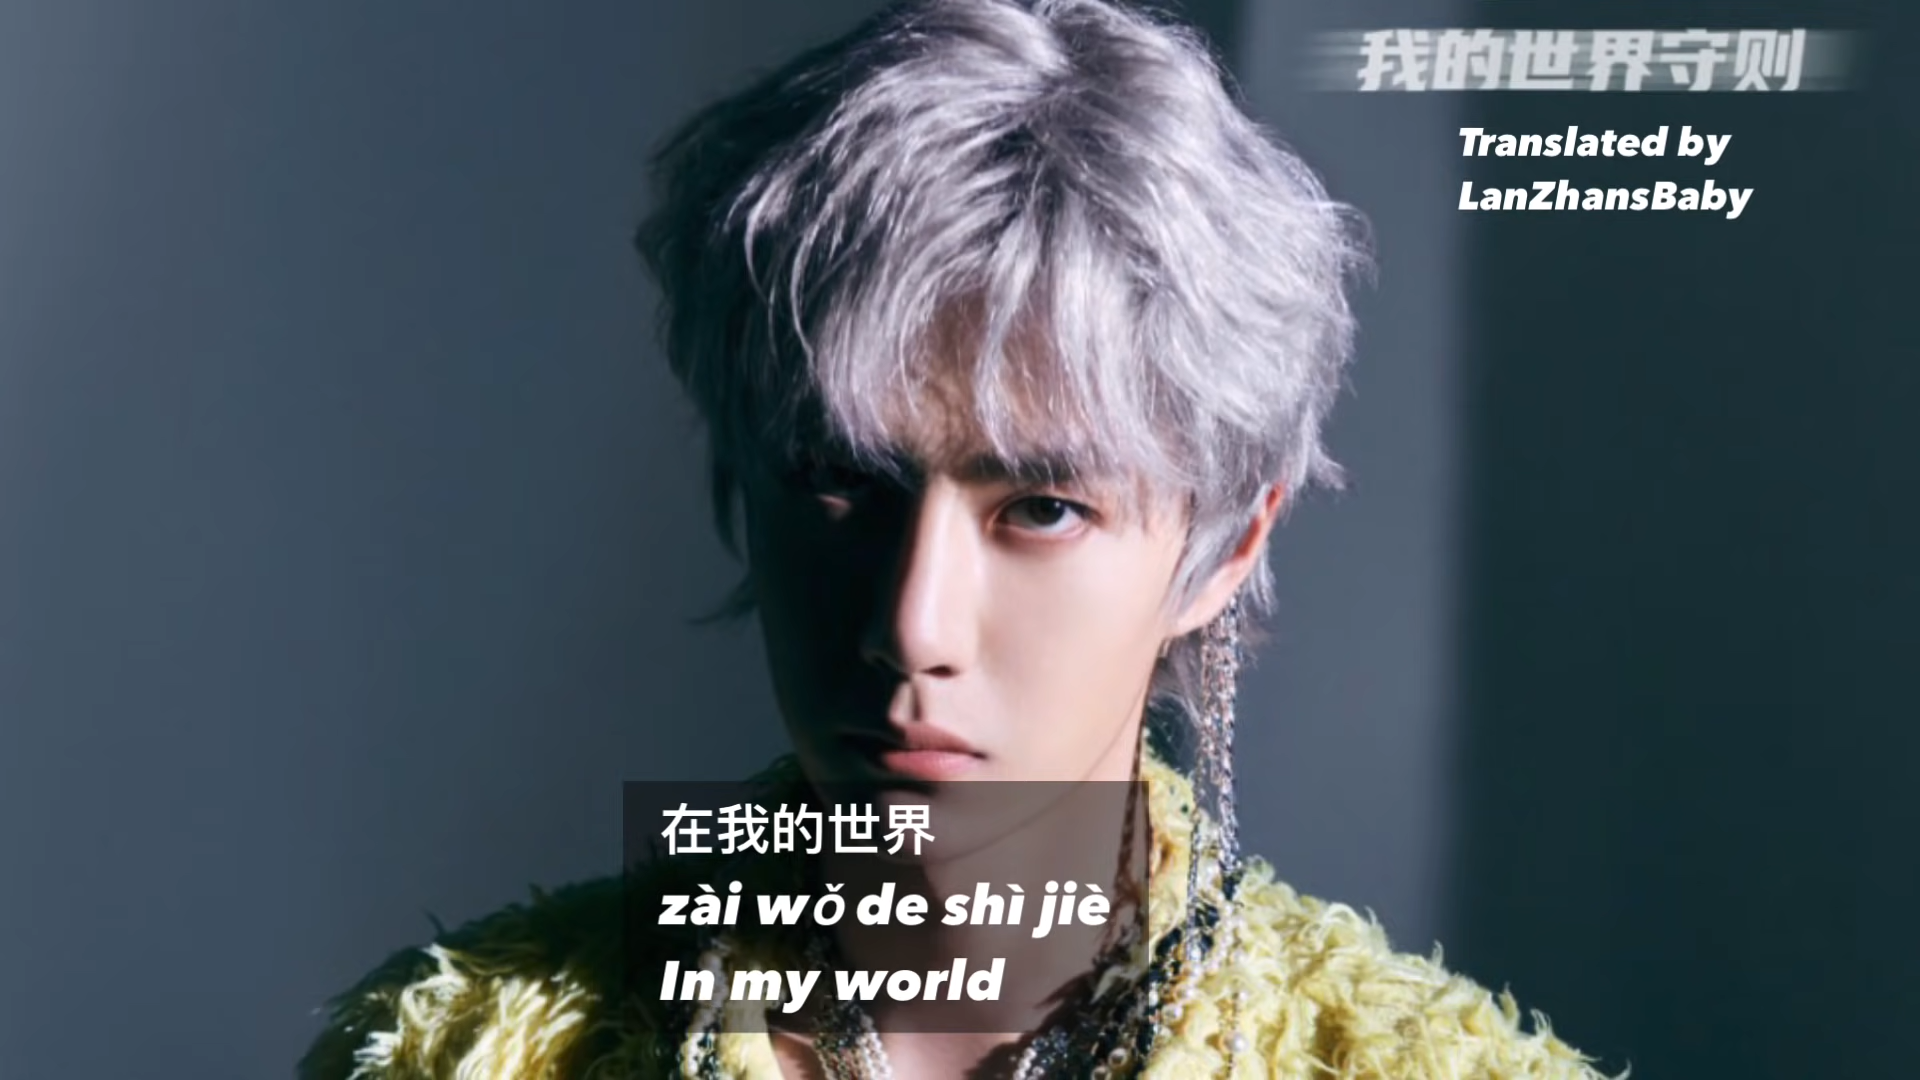 我的世界守则
Translated by
LanZhansBaby
在我的世界
zài wǒ de shì jiè
In my world